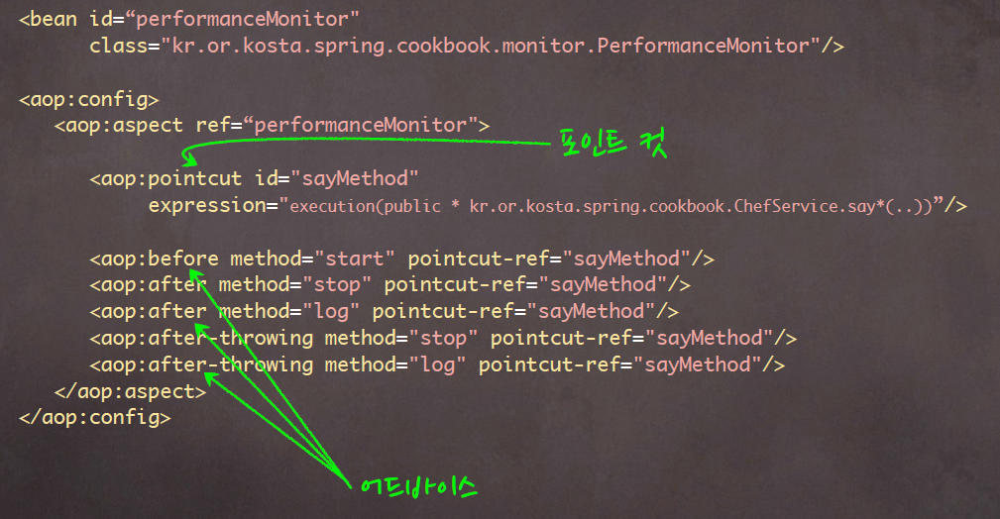 <bean id=“performanceMonitor"
class="kr.or.kosta.spring.cookbook.monitor.PerformanceMonitor"/>
<aop:config>
<aop:aspect ref=“performanceMonitor">
포인트 컷
<aop:pointcut id="sayMethod"
expression="execution(public * kr.or.kosta.spring.cookbook.ChefService.say*(..))”/>
<aop:before method="start" pointcut-ref="sayMethod"/>
<aop:after method="stop" pointcut-ref="sayMethod"/>
<aop:after method="log" pointcut-ref="sayMethod"/>
<aop:after-throwing method="stop" pointcut-ref="sayMethod"/>
<aop:after-throwing method="log" pointcut-ref="sayMethod"/>
</aop:aspect>
</aop:config>
어드바이스